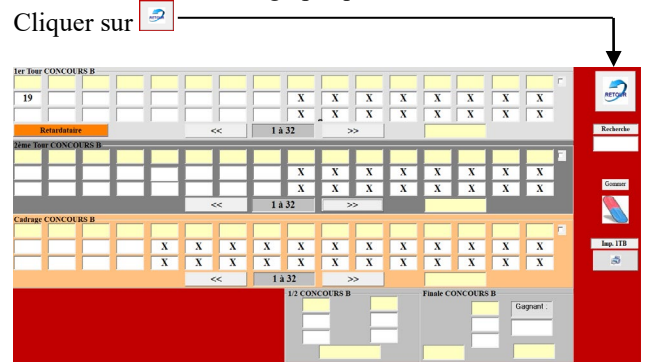 Cliquer sur RETOUR
RETOUR
1er Tour CONCOURS B
19 X X X X X X X X
X X X X X X X X
Retardataire << 1 à 32 >>
Recherche
2ème Tour CONCOURS B
X X X X X X X X
X X X X X X X X
<< 1 à 32 >>
Gommer
Cadrage CONCOURS B
X X X X X X X X X X X X
X X X X X X X X X X X X
<< 1 à 32 >>
Imp. 1TB
1/2 CONCOURS B Finale CONCOURS B
Gagnant :